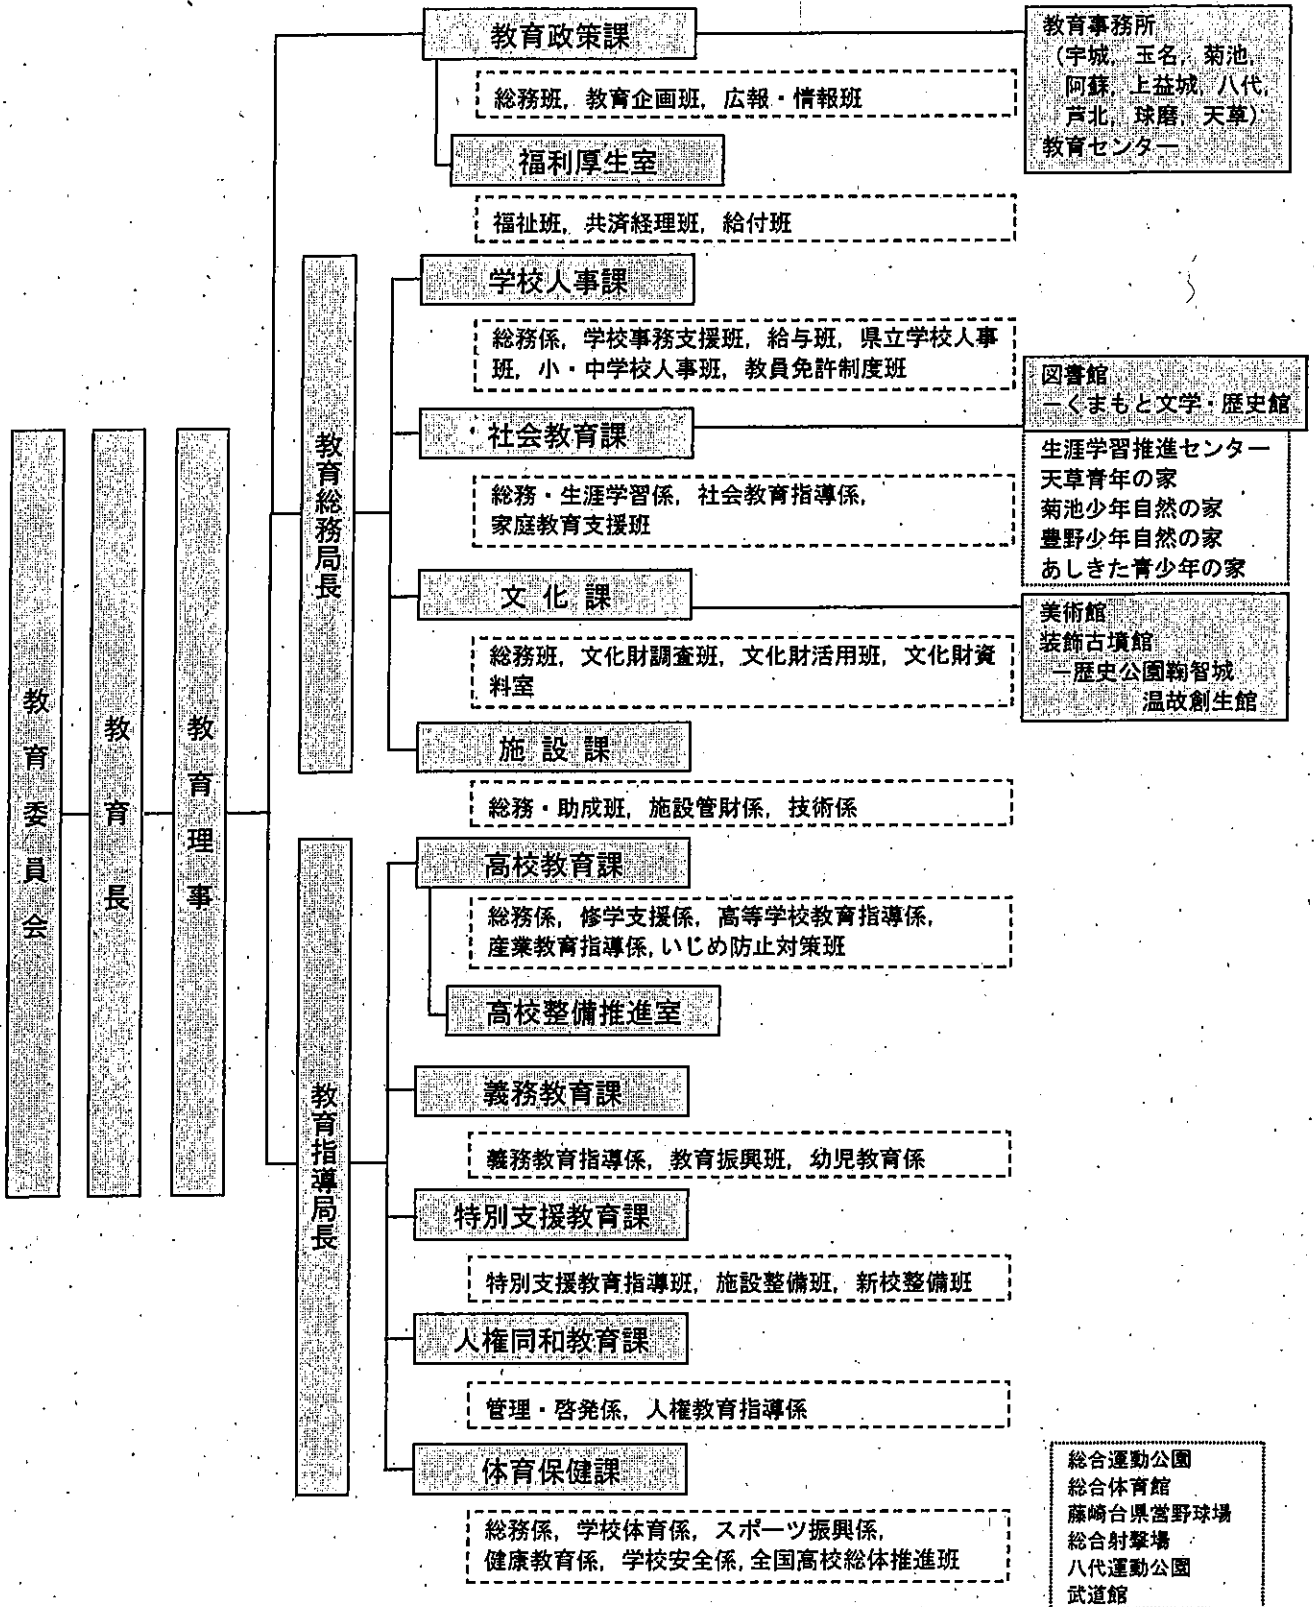 教育委員会
教育長
教育理事
教育政策課
総務班，教育企画班，広報・情報班
福利厚生室
福祉班，共済経理班，給付班
教育事務所
（宇城，玉名，菊池，
阿蘇，上益城，八代，
芦北，球磨，天草）
教育センター
教育総務局長
学校人事課
総務係，学校事務支援班，給与班，県立学校人事
班，小・中学校人事班，教員免許制度班
社会教育課
総務・生涯学習係，社会教育指導係，
家庭教育支援班
図書館
－くまもと文学・歴史館
生涯学習推進センター
天草青年の家
菊池少年自然の家
豊野少年自然の家
あしきた青少年の家
文化課
総務班，文化財調査班，文化財活用班，文化財資
料室
美術館
装飾古墳館
－歴史公園鞠智城
温故創生館
施設課
総務・助成班，施設管財係，技術係
教育指導局長
高校教育課
総務係，修学支援係，高等学校教育指導係，
産業教育指導係，いじめ防止対策班
高校整備推進室
義務教育課
義務教育指導係，教育振興班，幼児教育係
特別支援教育課
特別支援教育指導班，施設整備班，新校整備班
人権同和教育課
管理・啓発係，人権教育指導係
体育保健課
総務係，学校体育係，スポーツ振興係，
健康教育係，学校安全係，全国高校総体推進班
総合運動公園
総合体育館
藤崎台県営野球場
総合射撃場
八代運動公園
武道館